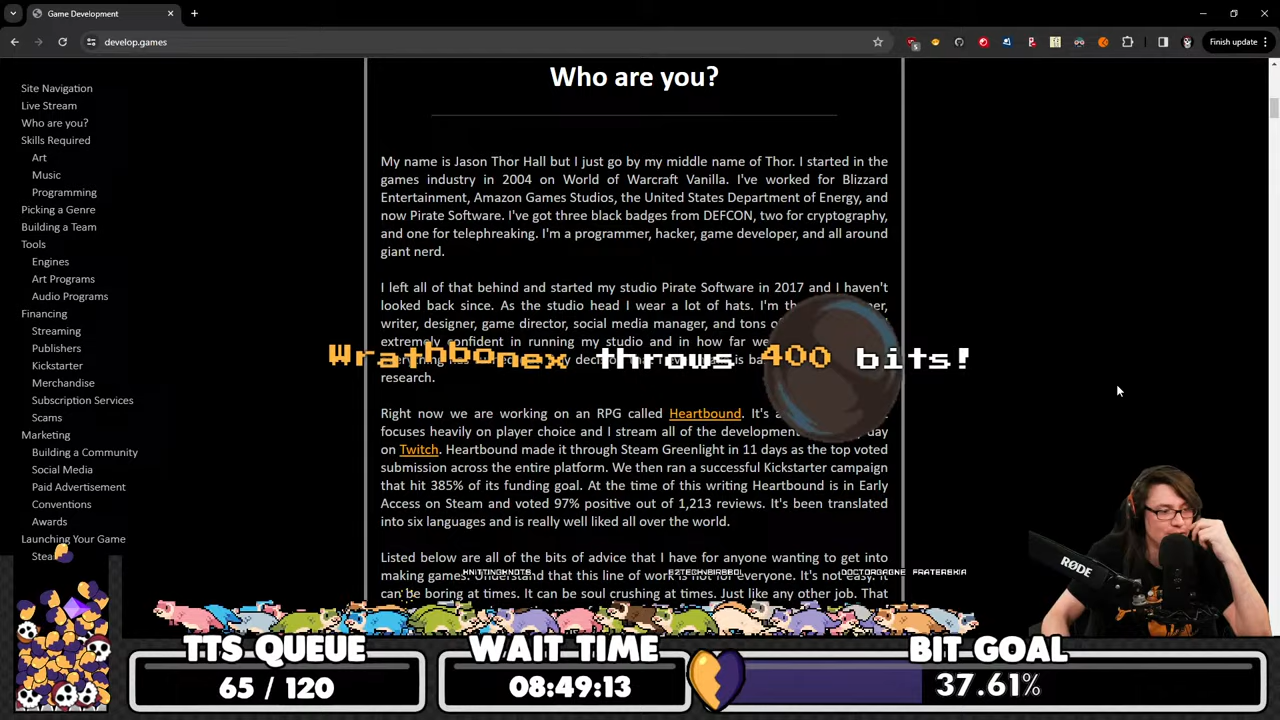 Game Development
develop.games
Finish update
Site Navigation
Live Stream
Who are you?
Skills Required
Art
Music
Programming
Picking a Genre
Building a Team
Tools
Engines
Art Programs
Audio Programs
Financing
Streaming
Publishers
Kickstarter
Merchandise
Subscription Services
Scams
Marketing
Building a Community
Social Media
Paid Advertisement
Conventions
Awards
Launching Your Game
Who are you?
My name is Jason Thor Hall but I just go by my middle name of Thor. I started in the
games industry in 2004 on World of Warcraft Vanilla. I've worked for Blizzard
Entertainment, Amazon Games Studios, the United States Department of Energy, and
now Pirate Software. I've got three black badges from DEFCON, two for cryptography,
and one for telephreaking. I'm a programmer, hacker, game developer, and all around
giant nerd.
I left all of that behind and started my studio Pirate Software in 2017 and I haven't
looked back since. As the studio head I wear a lot of hats. I'm
writer, designer, game director, social media manager, and tons
extremely confident in running my studio and in how far we
Wrathbonex throws 400 bits!
research.
Right now we are working on an RPG called Heartbound. It's
focuses heavily on player choice and I stream all of the development day
on Twitch. Heartbound made it through Steam Greenlight in 11 days as the top voted
submission across the entire platform. We then ran a successful Kickstarter campaign
that hit 385% of its funding goal. At the time of this writing Heartbound is in Early
Access on Steam and voted 97% positive out of 1,213 reviews. It's been translated
into six languages and is really well liked all over the world.
Listed below are all of the bits of advice that I have for anyone wanting to get into
making games. Understand that this line of work is not for everyone. It's not easy. It
can be boring at times. It can be soul crushing at times. Just like any other job. That
RØDE
TTS QUEUE
65 / 120
WAIT TIME
08:49:13
BIT GOAL
37.61%